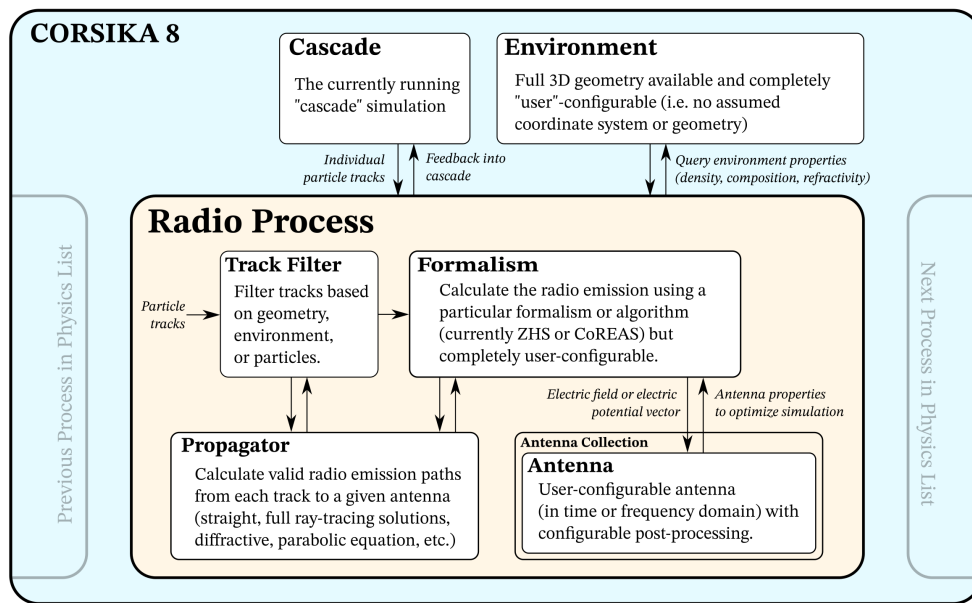 CORSIKA 8
Cascade
The currently running
"cascade" simulation
Environment
Full 3D geometry available and completely
"user"-configurable (i.e. no assumed
coordinate system or geometry)
Individual
particle tracks
Feedback into
cascade
Query environment properties
(density, composition, refractivity)
Previous Process in Physics List
Radio Process
Particle
tracks
Track Filter
Filter tracks based
on geometry,
environment,
or particles.
Formalism
Calculate the radio emission using a
particular formalism or algorithm
(currently ZHS or CoREAS) but
completely user-configurable.
Electric field or electric
potential vector
Antenna properties
to optimize simulation
Propagator
Calculate valid radio emission paths
from each track to a given antenna
(straight, full ray-tracing solutions,
diffractive, parabolic equation, etc.)
Antenna Collection
Antenna
User-configurable antenna
(in time or frequency domain) with
configurable post-processing.
Next Process in Physics List